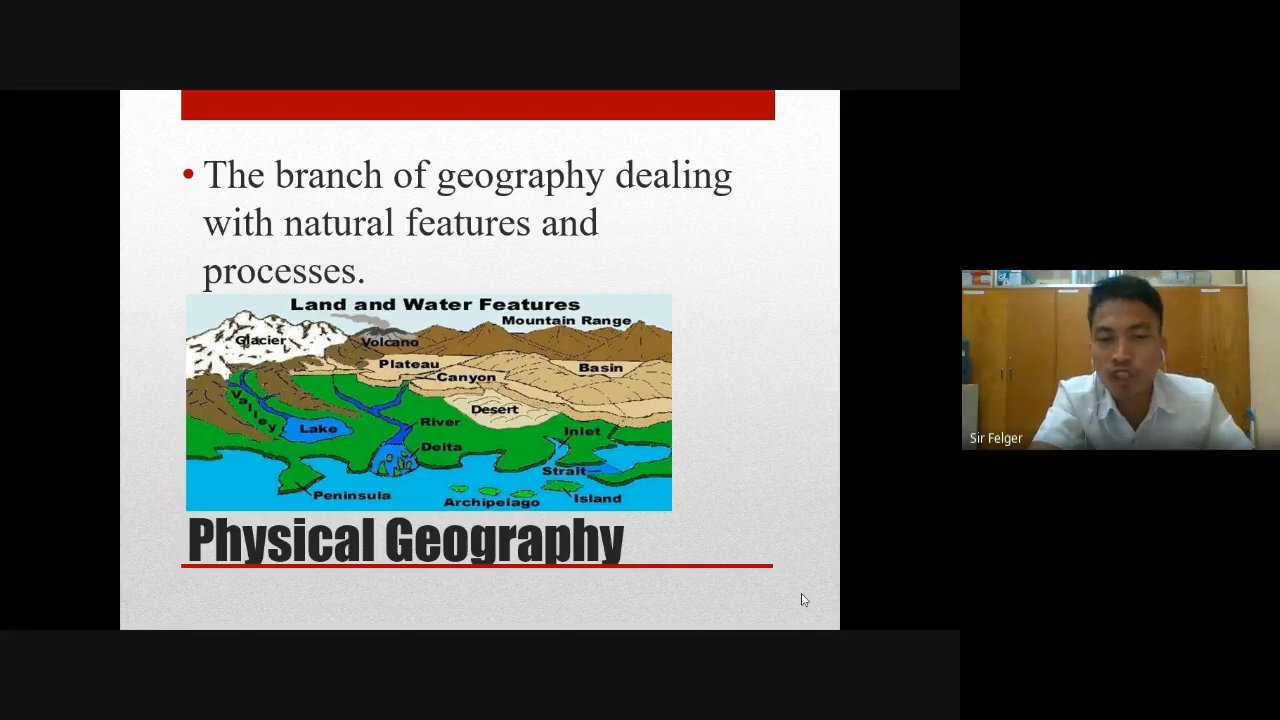 • The branch of geography dealing
with natural features and
processes.
Land and Water Features
Mountain Range
Glacier
Volcano
Plateau
Basin
Canyon
Valley
Desert
River
Lake
Inlet
Delta
Strait
Peninsula
Archipelago
Island
Physical Geography
Sir Felger